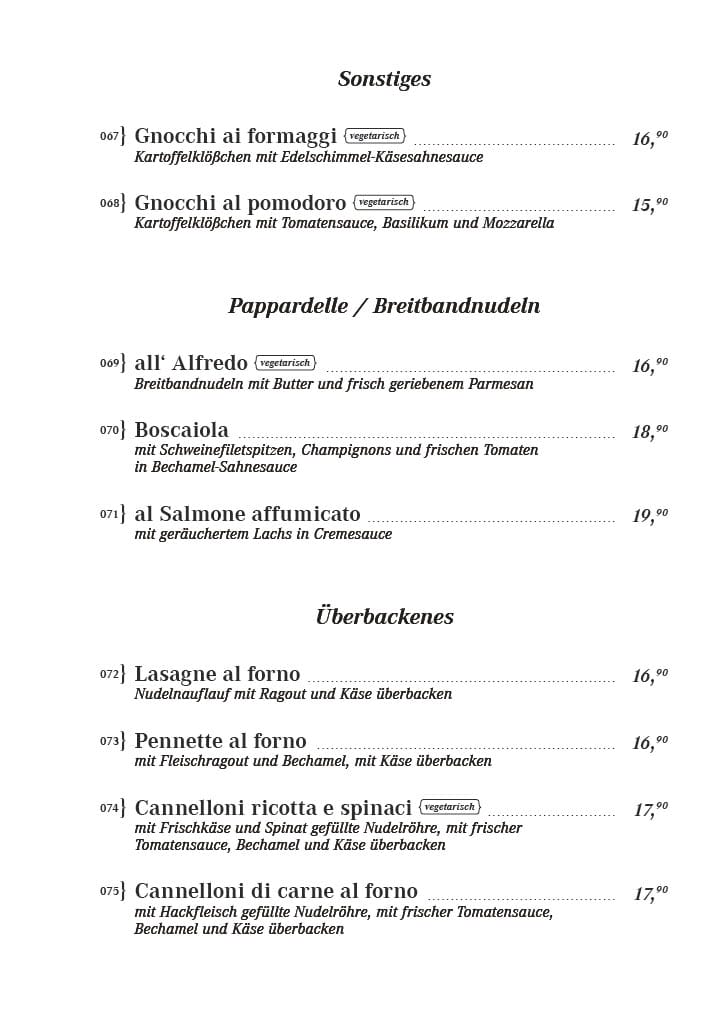 Sonstiges
067} Gnocchi ai formaggi {vegetarisch} 16,90
Kartoffelklößchen mit Edelschimmel-Käsesahnesauce
068} Gnocchi al pomodoro {vegetarisch} 15,90
Kartoffelklößchen mit Tomatensauce, Basilikum und Mozzarella
Pappardelle / Breitbandnudeln
069} all‘ Alfredo {vegetarisch} 16,90
Breitbandnudeln mit Butter und frisch geriebenem Parmesan
070} Boscaiola 18,90
mit Schweinefiletspitzen, Champignons und frischen Tomaten
in Bechamel-Sahnesauce
071} al Salmone affumicato 19,90
mit geräuchertem Lachs in Cremesauce
Überbackenes
072} Lasagne al forno 16,90
Nudelnauflauf mit Ragout und Käse überbacken
073} Pennette al forno 16,90
mit Fleischragout und Bechamel, mit Käse überbacken
074} Cannelloni ricotta e spinaci {vegetarisch} 17,90
mit Frischkäse und Spinat gefüllte Nudelröhre, mit frischer
Tomatensauce, Bechamel und Käse überbacken
075} Cannelloni di carne al forno 17,90
mit Hackfleisch gefüllte Nudelröhre, mit frischer Tomatensauce,
Bechamel und Käse überbacken